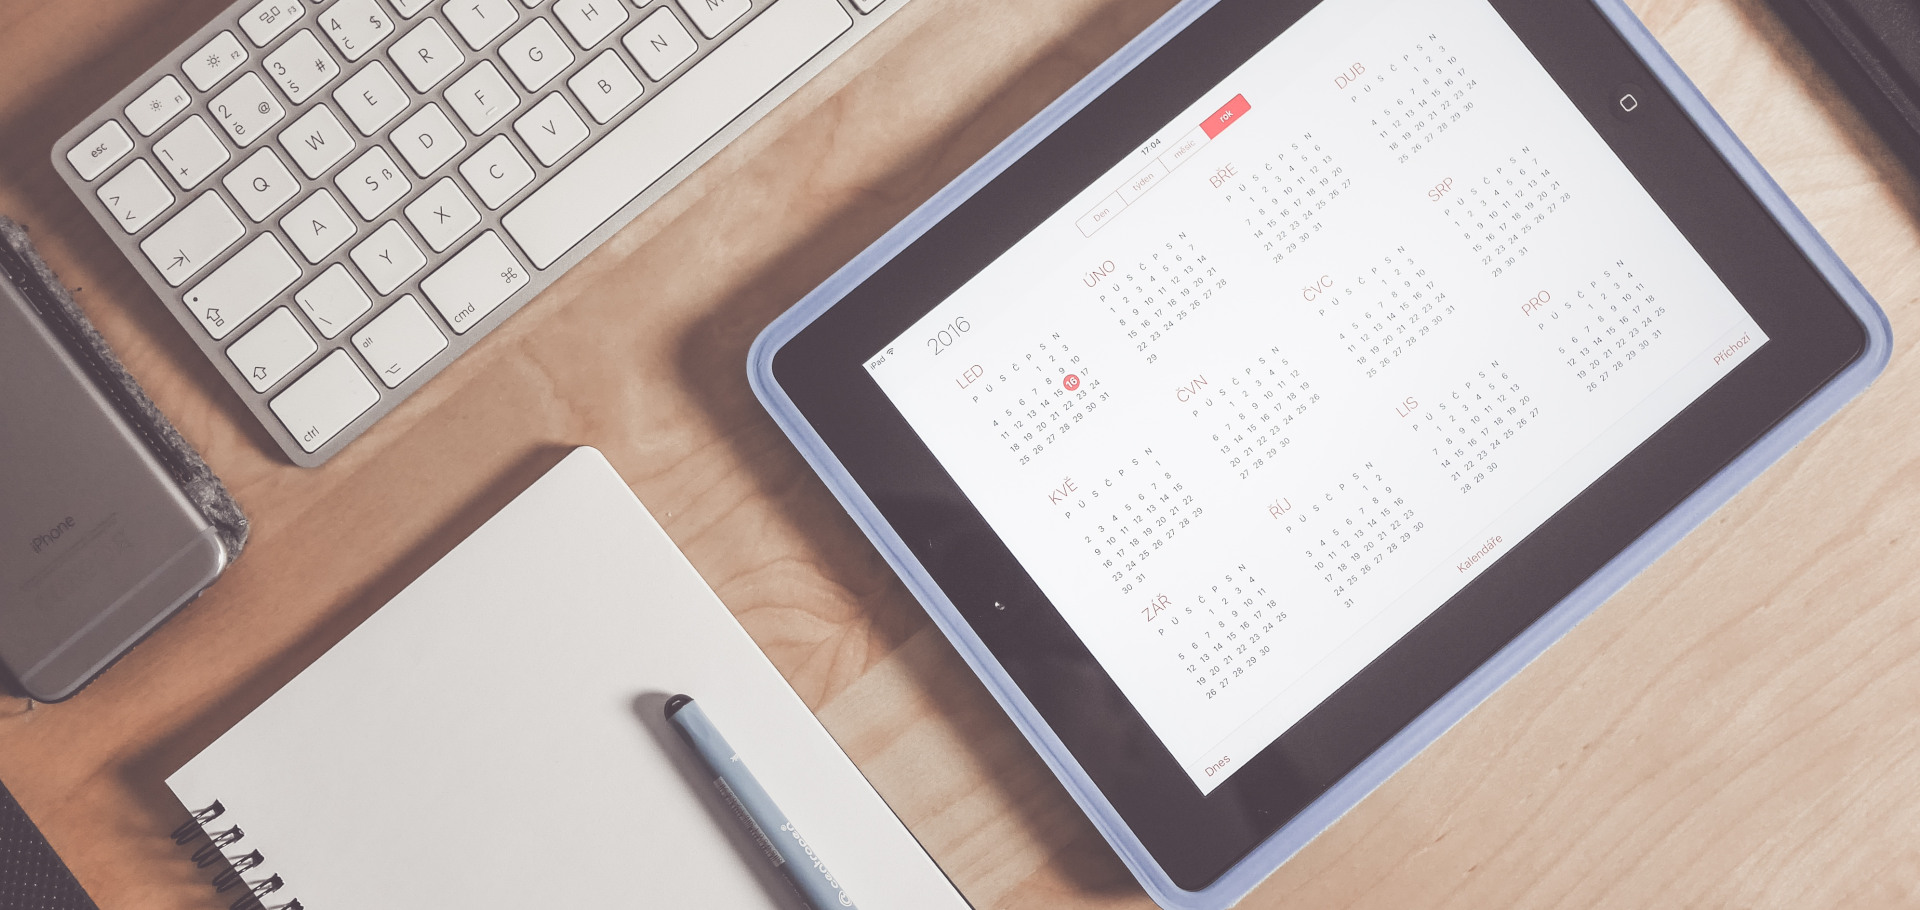 esc
F1
F2
F3
^ v
1 +
2 ě @
3 š #
4 č $
Q W E R T
A S ß D F G H
\ |
Y X C V B N M
ctrl
alt
cmd ⌘
iPhone
centropen
iPad
17:04
Den týden měsíc rok
2016
LED
P Ú S Č P S N
1 2 3
4 5 6 7 8 9 10
11 12 13 14 15 16 17
18 19 20 21 22 23 24
25 26 27 28 29 30 31
ÚNO
P Ú S Č P S N
1 2 3 4 5 6 7
8 9 10 11 12 13 14
15 16 17 18 19 20 21
22 23 24 25 26 27 28
29
BŘE
P Ú S Č P S N
1 2 3 4 5 6
7 8 9 10 11 12 13
14 15 16 17 18 19 20
21 22 23 24 25 26 27
28 29 30 31
DUB
P Ú S Č P S N
1 2 3
4 5 6 7 8 9 10
11 12 13 14 15 16 17
18 19 20 21 22 23 24
25 26 27 28 29 30
KVĚ
P Ú S Č P S N
1
2 3 4 5 6 7 8
9 10 11 12 13 14 15
16 17 18 19 20 21 22
23 24 25 26 27 28 29
30 31
ČVN
P Ú S Č P S N
1 2 3 4 5
6 7 8 9 10 11 12
13 14 15 16 17 18 19
20 21 22 23 24 25 26
27 28 29 30
ČVC
P Ú S Č P S N
1 2 3
4 5 6 7 8 9 10
11 12 13 14 15 16 17
18 19 20 21 22 23 24
25 26 27 28 29 30 31
SRP
P Ú S Č P S N
1 2 3 4 5 6 7
8 9 10 11 12 13 14
15 16 17 18 19 20 21
22 23 24 25 26 27 28
29 30 31
ZÁŘ
P Ú S Č P S N
1 2 3 4
5 6 7 8 9 10 11
12 13 14 15 16 17 18
19 20 21 22 23 24 25
26 27 28 29 30
ŘÍJ
P Ú S Č P S N
1 2
3 4 5 6 7 8 9
10 11 12 13 14 15 16
17 18 19 20 21 22 23
24 25 26 27 28 29 30
31
LIS
P Ú S Č P S N
1 2 3 4 5 6
7 8 9 10 11 12 13
14 15 16 17 18 19 20
21 22 23 24 25 26 27
28 29 30
PRO
P Ú S Č P S N
1 2 3 4
5 6 7 8 9 10 11
12 13 14 15 16 17 18
19 20 21 22 23 24 25
26 27 28 29 30 31
Dnes
Kalendáře
Příchozí